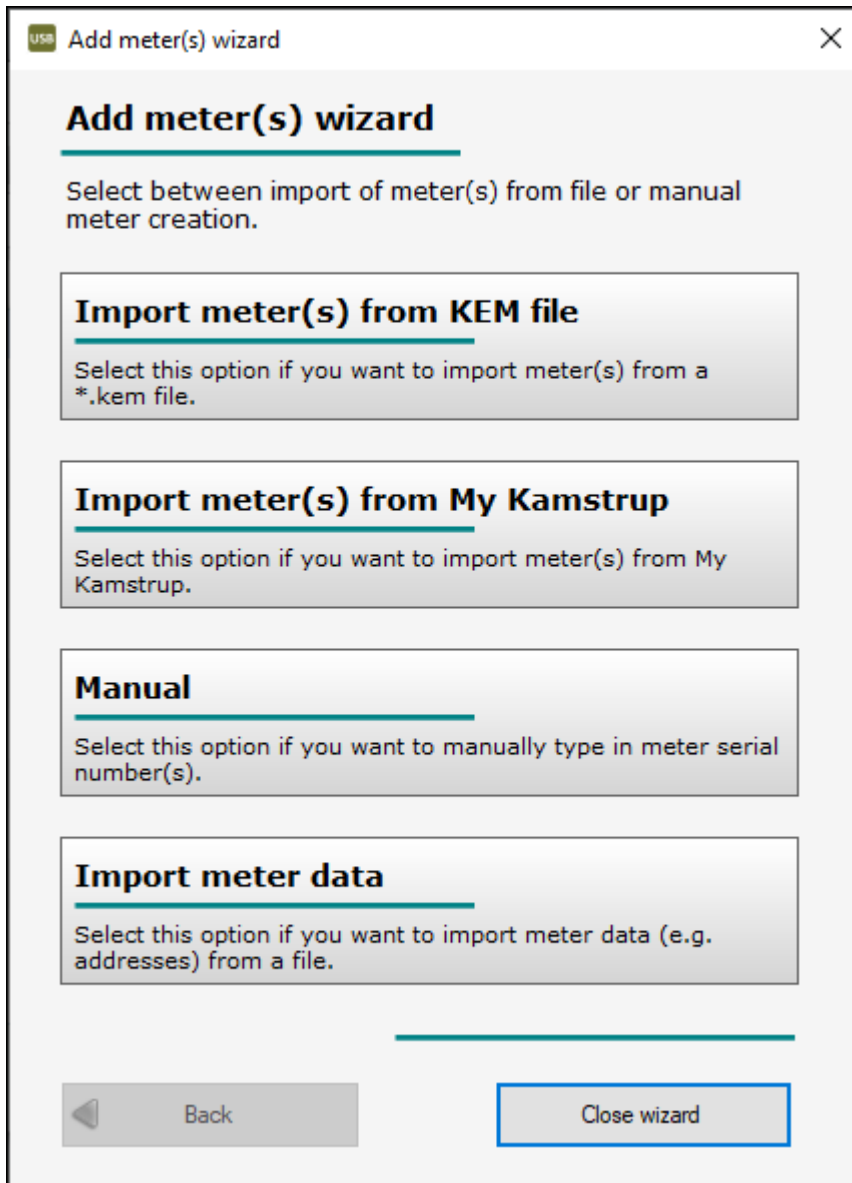 USB Add meter(s) wizard
Add meter(s) wizard
Select between import of meter(s) from file or manual
meter creation.
Import meter(s) from KEM file
Select this option if you want to import meter(s) from a
*.kem file.
Import meter(s) from My Kamstrup
Select this option if you want to import meter(s) from My
Kamstrup.
Manual
Select this option if you want to manually type in meter serial
number(s).
Import meter data
Select this option if you want to import meter data (e.g.
addresses) from a file.
Back
Close wizard